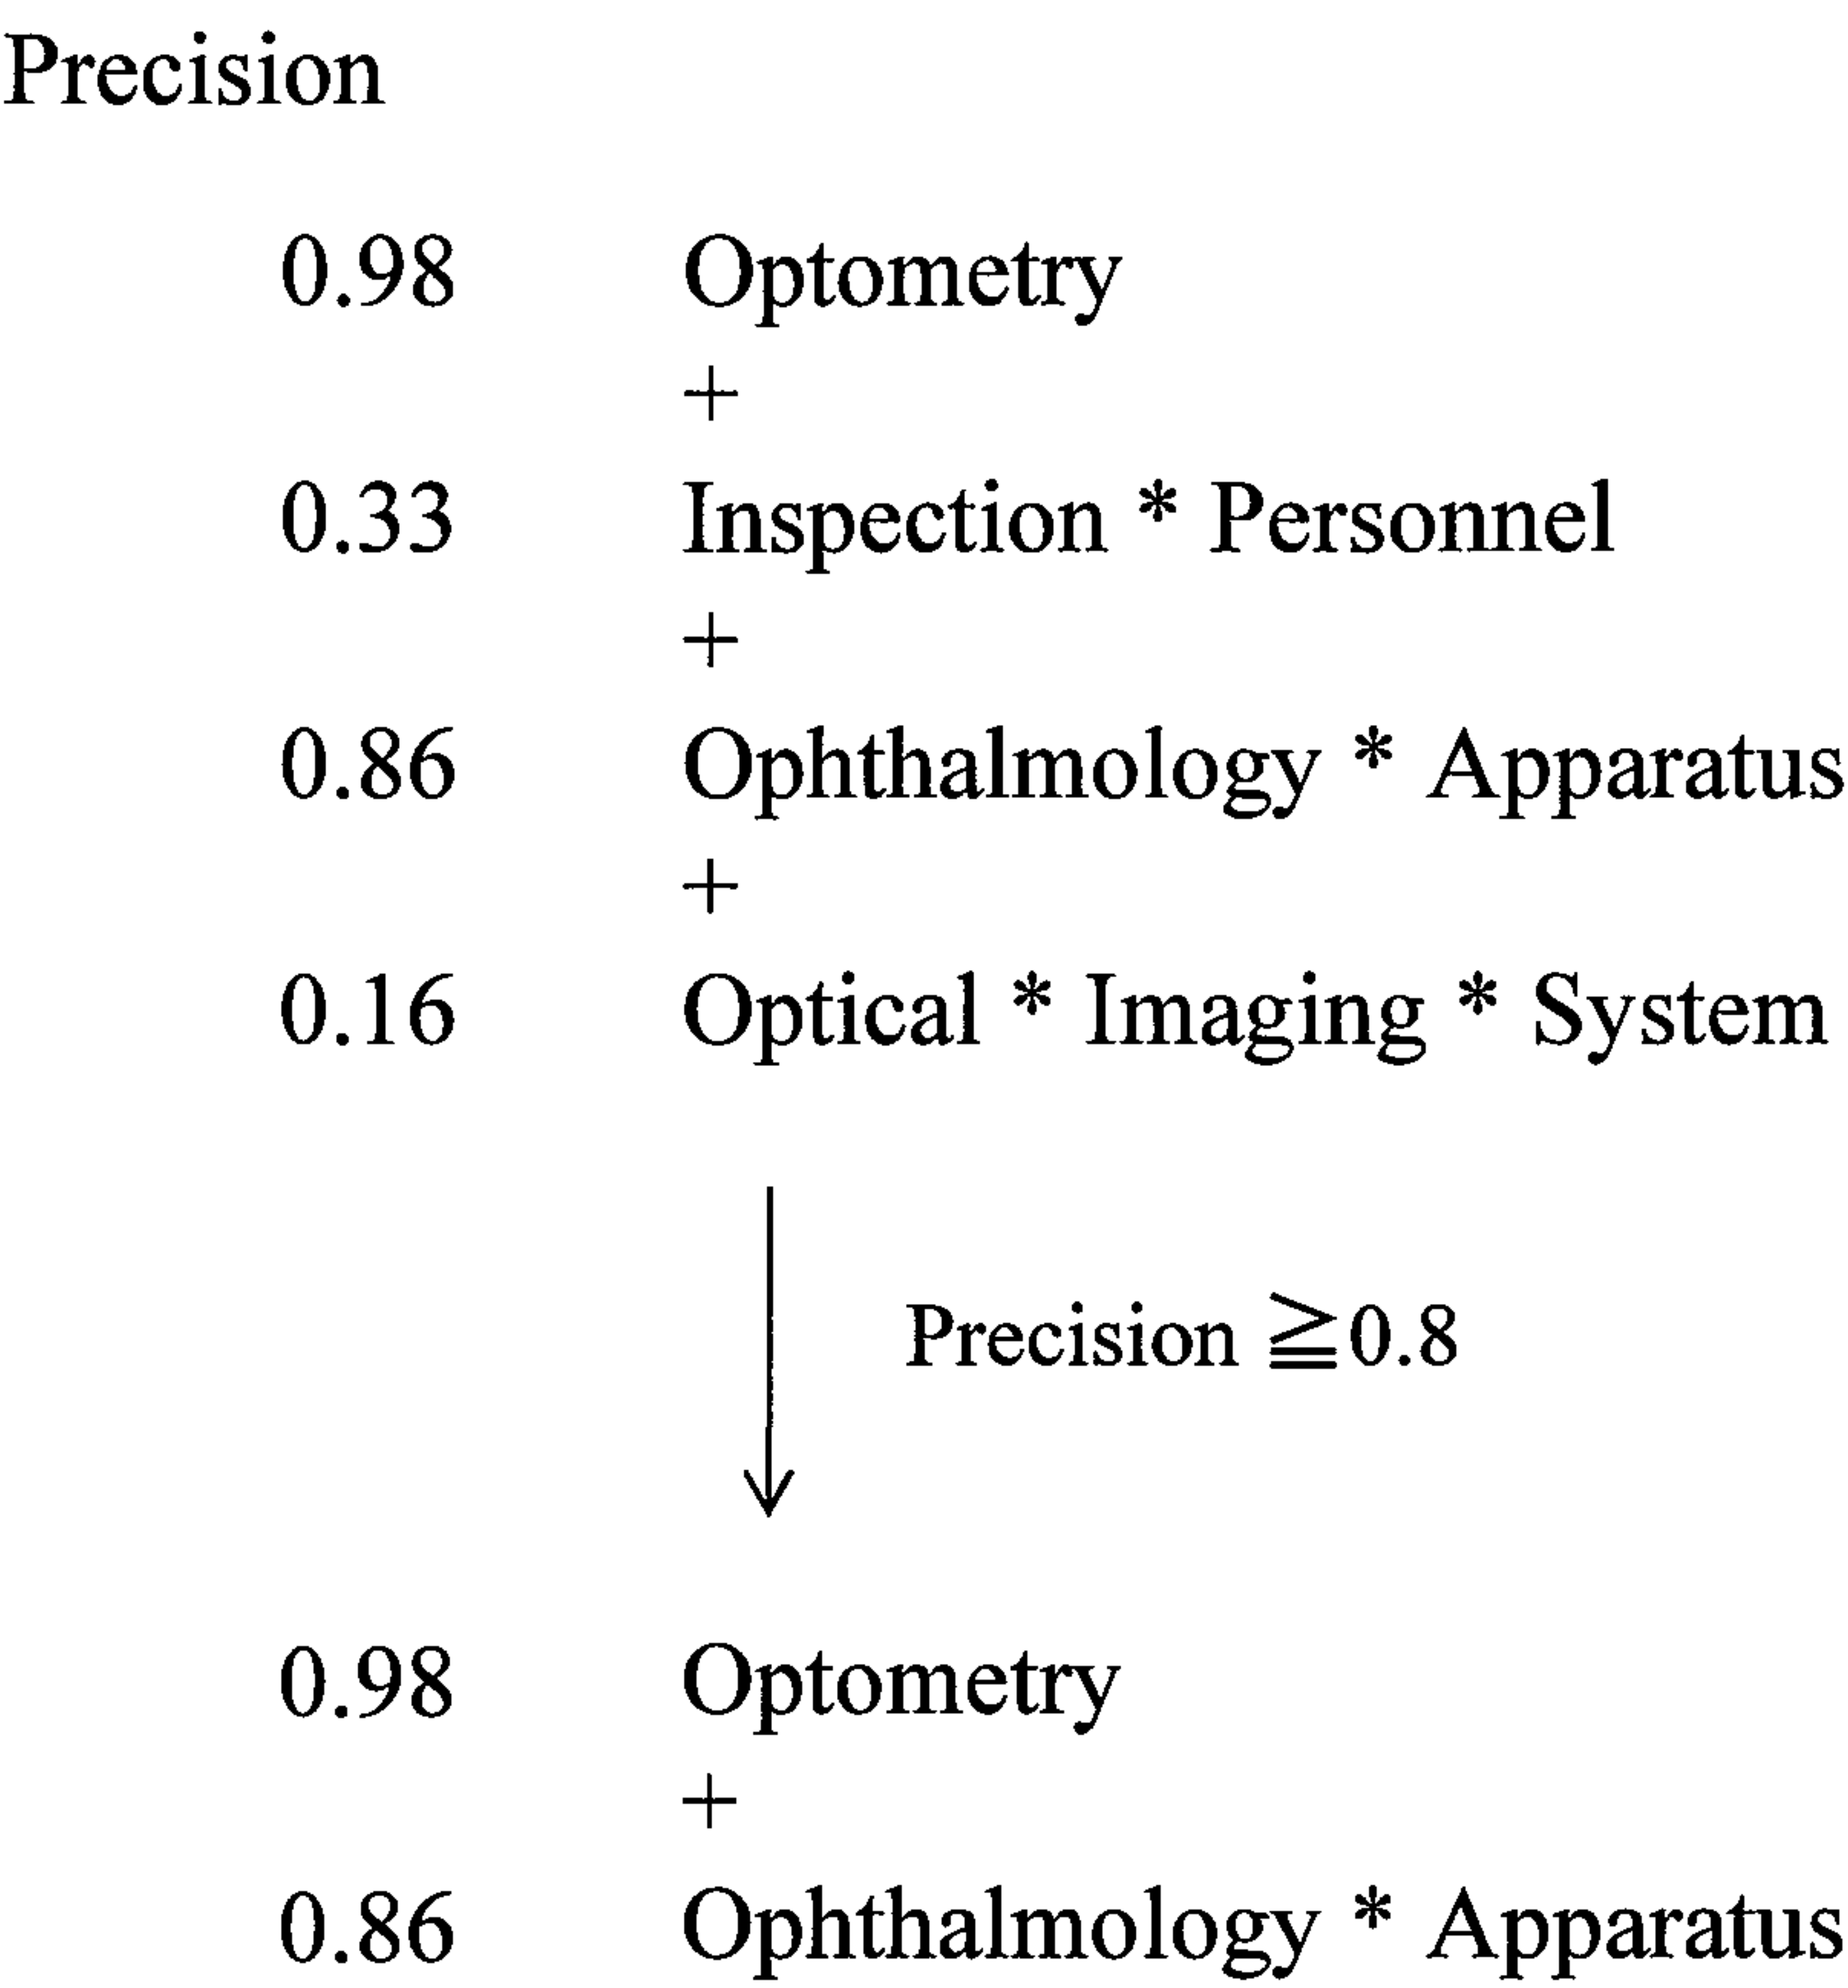 Precision
0.98 Optometry
+
0.33 Inspection * Personnel
+
0.86 Ophthalmology * Apparatus
+
0.16 Optical * Imaging * System
Precision ≧0.8
0.98 Optometry
+
0.86 Ophthalmology * Apparatus